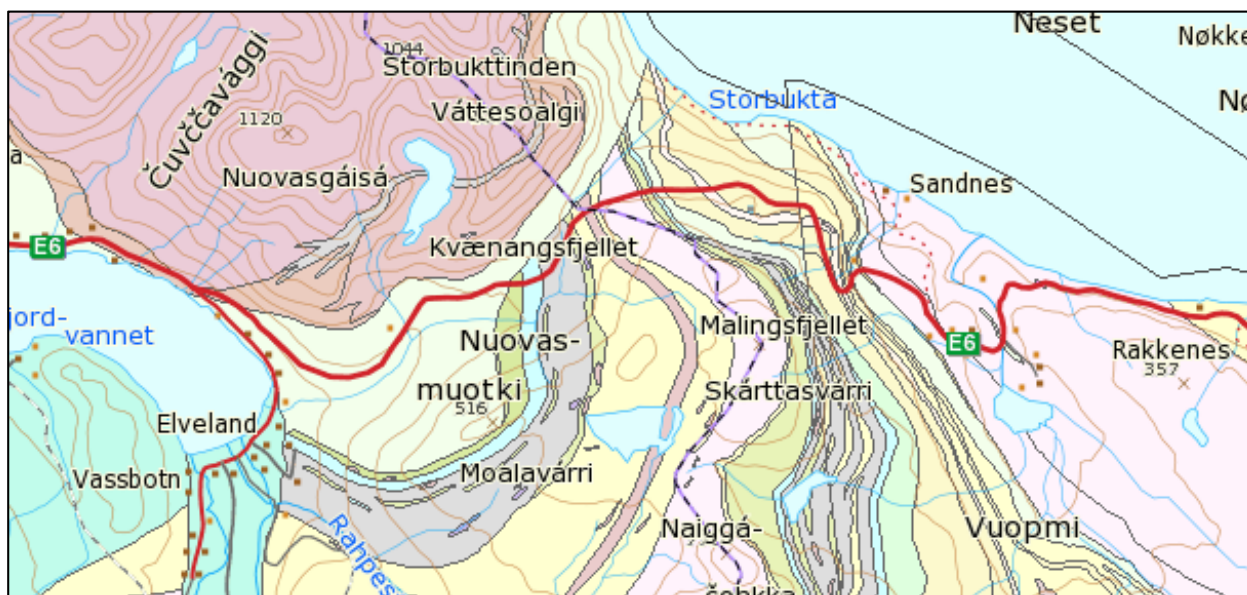 Neset
Nøkke
1044
Storbukttinden
Storbukta
Nø
Čuvččavággi
1120
Váttesoalgi
a
Nuovasgáisá
Sandnes
E6
Kvænangsfjellet
jord-
vannet
Nuovas-
muotki
Malingsfjellet
E6
Rakkenes
357
516
Skárttasvárri
Elveland
Vassbotn
Moalavárri
Rahpes
Naiggá-
Vuopmi
čohkka